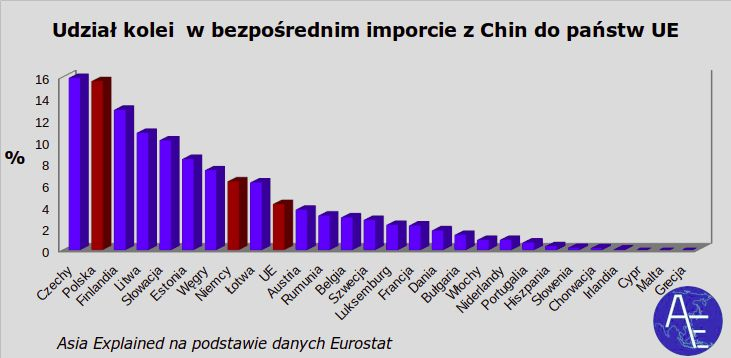 Udział kolei w bezpośrednim imporcie z Chin do państw UE
%
16
14
12
10
8
6
4
2
0
Czechy
Polska
Finlandia
Litwa
Słowacja
Estonia
Węgry
Niemcy
Łotwa
UE
Austria
Rumunia
Belgia
Szwecja
Luksemburg
Francja
Dania
Bułgaria
Włochy
Niderlandy
Portugalia
Hiszpania
Słowenia
Chorwacja
Irlandia
Cypr
Malta
Grecja
Asia Explained na podstawie danych Eurostat
AE